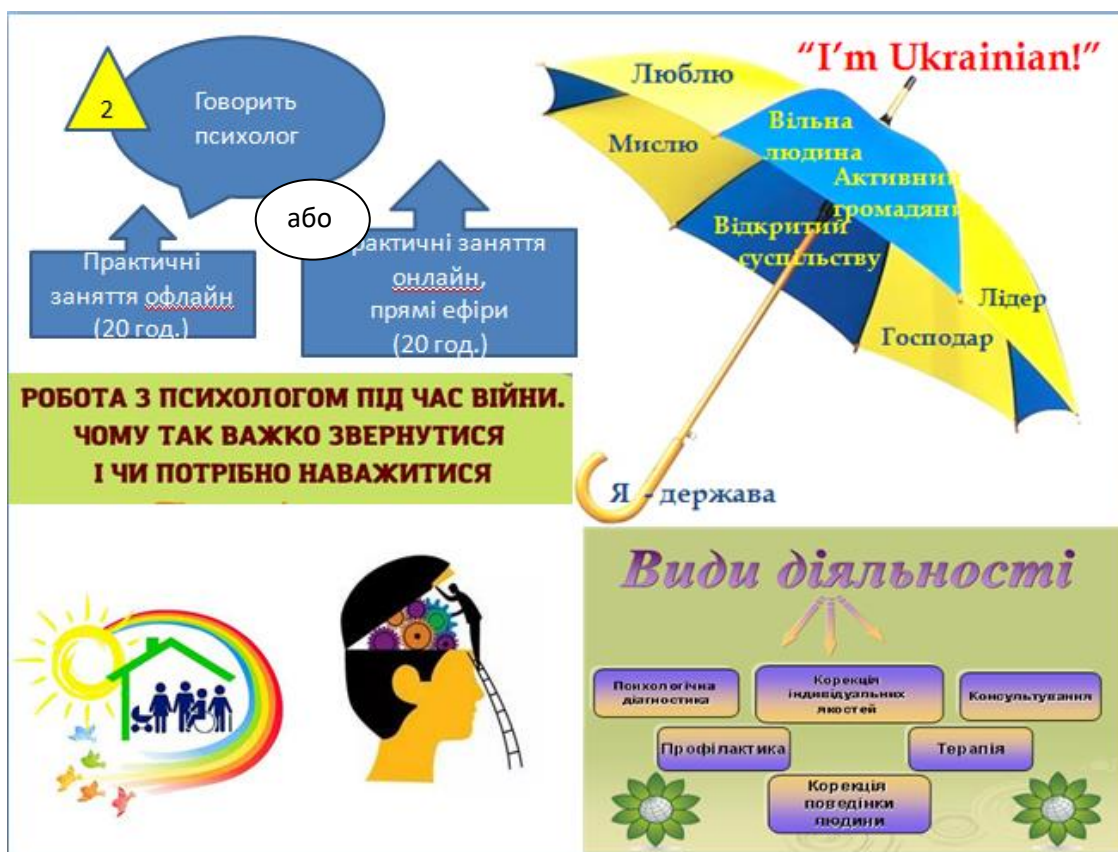 2
Говорить
психолог
або
Практичні
заняття офлайн
(20 год.)
рактичні заняття
онлайн,
прямі ефіри
(20 год.)
“I’m Ukrainian!”
Люблю
Мислю
Вільна
людина
Активний
громадяни
Відкритий
суспільству
Лідер
Господар
Я - держава
РОБОТА З ПСИХОЛОГОМ ПІД ЧАС ВІЙНИ.
ЧОМУ ТАК ВАЖКО ЗВЕРНУТИСЯ
І ЧИ ПОТРІБНО НАВАЖИТИСЯ
Види діяльності
Психологічна
діагностика
Корекція
індивідуальних
якостей
Консультування
Профілактика
Терапія
Корекція
поведінки
людини